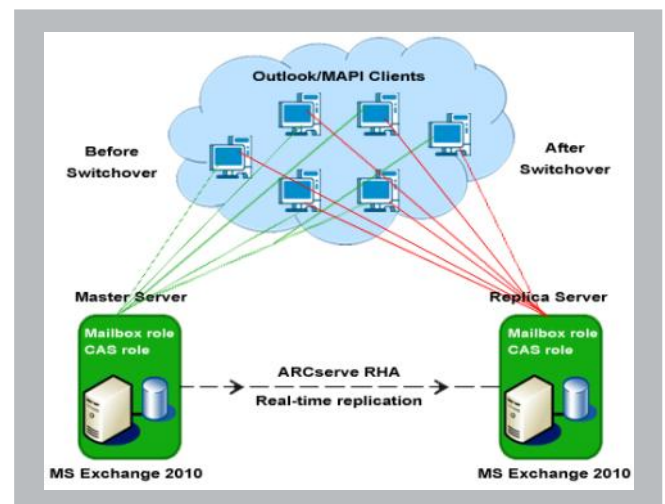 Outlook/MAPI Clients
Before
Switchover
After
Switchover
Master Server
Replica Server
Mailbox role
CAS role
Mailbox role
CAS role
ARCserve RHA
Real-time replication
MS Exchange 2010
MS Exchange 2010